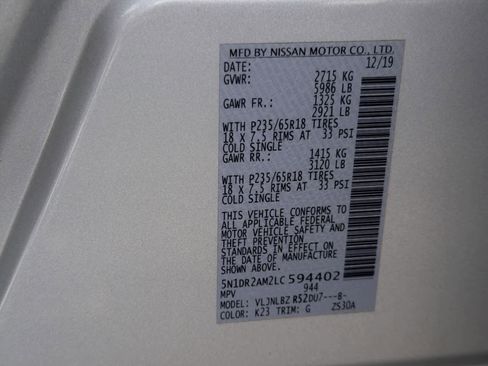 MFD BY NISSAN MOTOR CO., LTD.
DATE: 12/19
GVWR: 2715 KG
5986 LB
GAWR FR.: 1325 KG
2921 LB
WITH P235/65R18 TIRES
18 X 7.5 RIMS AT 33 PSI
COLD SINGLE
GAWR RR.: 1415 KG
3120 LB
WITH P235/65R18 TIRES
18 X 7.5 RIMS AT 33 PSI
COLD SINGLE
THIS VEHICLE CONFORMS TO
ALL APPLICABLE FEDERAL
MOTOR VEHICLE SAFETY AND
THEFT PREVENTION
STANDARDS IN EFFECT ON
THE DATE OF MANUFACTURE
SHOWN ABOVE.
5N1DR2AM2LC594402
MPV 944
MODEL: VLJNLBZ R52DU7---8-
COLOR: K23 TRIM: G ZS30A